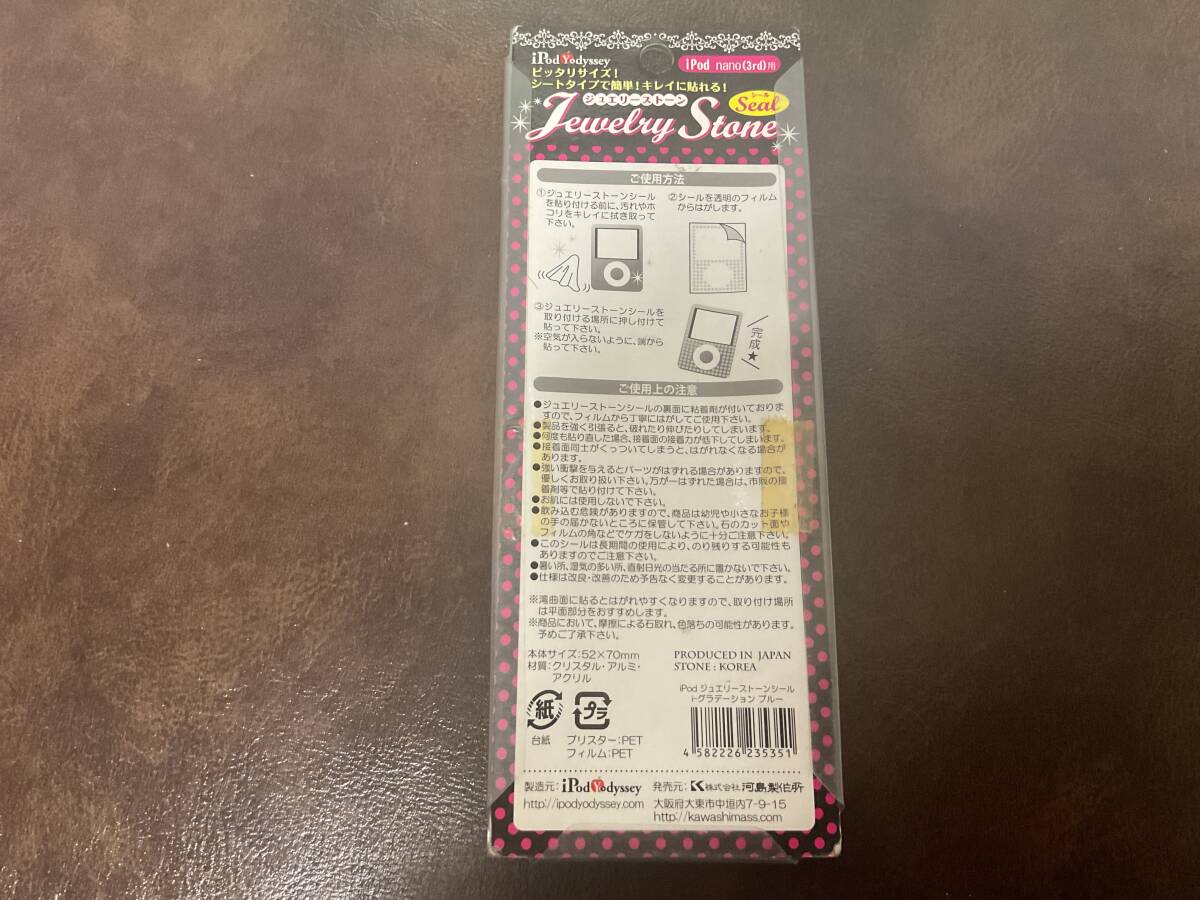 iPod Yodyssey
iPod nano(3rd)用
ピッタリサイズ!
シートタイプで簡単!キレイに貼れる!
ジュエリーストーン
シール
Jewelry Stone Seal
ご使用方法
①ジュエリーストーンシール
を貼り付ける前に、汚れやホ
コリをキレイに拭き取って
下さい。
②シールを透明のフィルム
からはがします。
③ジュエリーストーンシールを
取り付ける場所に押し付けて
貼って下さい。
※空気が入らないように、端から
貼って下さい。
完成★
ご使用上の注意
●ジュエリーストーンシールの裏面に粘着剤が付いておりま
すので、フィルムから丁寧にはがしてご使用下さい。
●製品を強く引張ると、破れたり伸びたりしてしまいます。
●何度も貼り直した場合、接着面の接着力が低下してしまいます。
●接着面同士がくっついてしまうと、はがれなくなる場合が
あります。
●強い衝撃を与えるとパーツがはずれる場合がありますので、
優しくお取り扱い下さい。万が一はずれた場合は、市販の接
着剤等で貼り付けて下さい。
●お肌には使用しないで下さい。
●飲み込む危険がありますので、商品は幼児や小さなお子様
の手の届かないところに保管して下さい。石のカット面や
フィルムの角などでケガをしないように十分ご注意下さい。
●このシールは長期間の使用により、のり残りする可能性も
ありますのでご注意下さい。
●暑い所、湿気の多い所、直射日光の当たる所に置かないで下さい。
●仕様は改良・改善のため予告なく変更することがあります。
※湾曲面に貼るとはがれやすくなりますので、取り付け場所
は平面部分をおすすめします。
※商品において、摩擦による石取れ、色落ちの可能性があります。
予めご了承下さい。
本体サイズ:52×70mm
材質:クリスタル・アルミ・
アクリル
PRODUCED IN JAPAN
STONE : KOREA
iPod ジュエリーストーンシール
グラデーション ブルー
紙
プラ
台紙
ブリスター:PET
フィルム:PET
4 582226 235351
製造元:iPod Yodyssey
http://ipodyodyssey.com
発売元:株式会社 河島製作所
大阪府大東市中垣内7-9-15
http://kawashimass.com